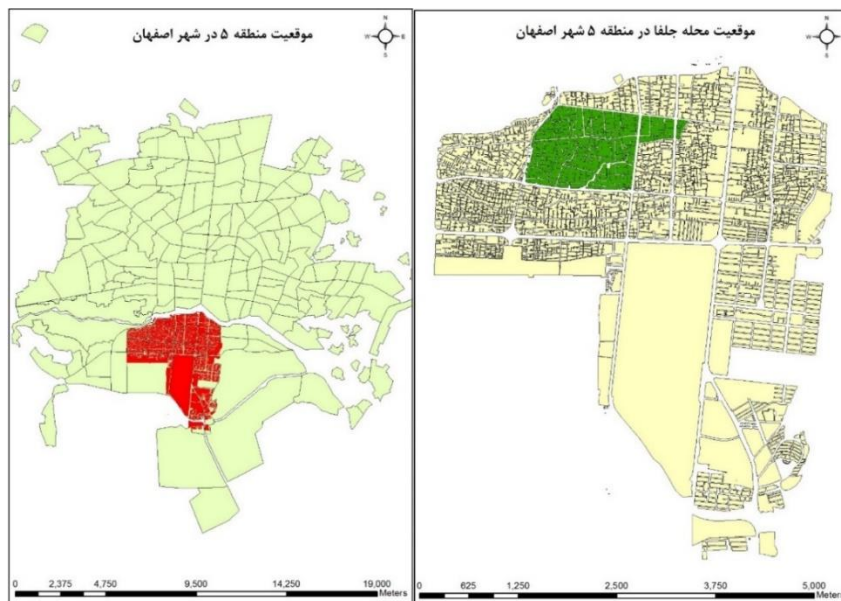 موقعیت منطقه ۵ در شهر اصفهان
N
W E
S
0 2,375 4,750 9,500 14,250 19,000
Meters
موقعیت محله جلفا در منطقه ۵ شهر اصفهان
N
W E
S
0 625 1,250 2,500 3,750 5,000
Meters